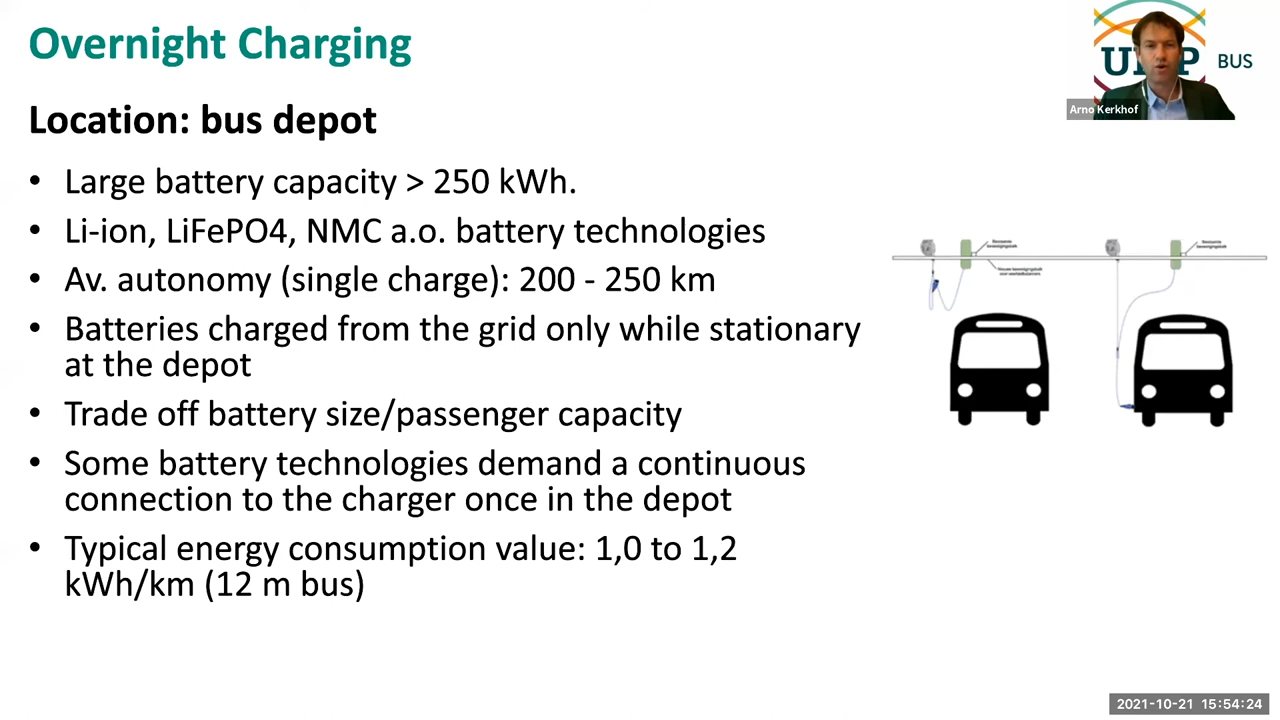 Overnight Charging
BUS
Arno Kerkhof
Location: bus depot
• Large battery capacity > 250 kWh.
• Li-ion, LiFePO4, NMC a.o. battery technologies
• Av. autonomy (single charge): 200 - 250 km
• Batteries charged from the grid only while stationary
at the depot
• Trade off battery size/passenger capacity
• Some battery technologies demand a continuous
connection to the charger once in the depot
• Typical energy consumption value: 1,0 to 1,2
kWh/km (12 m bus)
2021-10-21 15:54:24